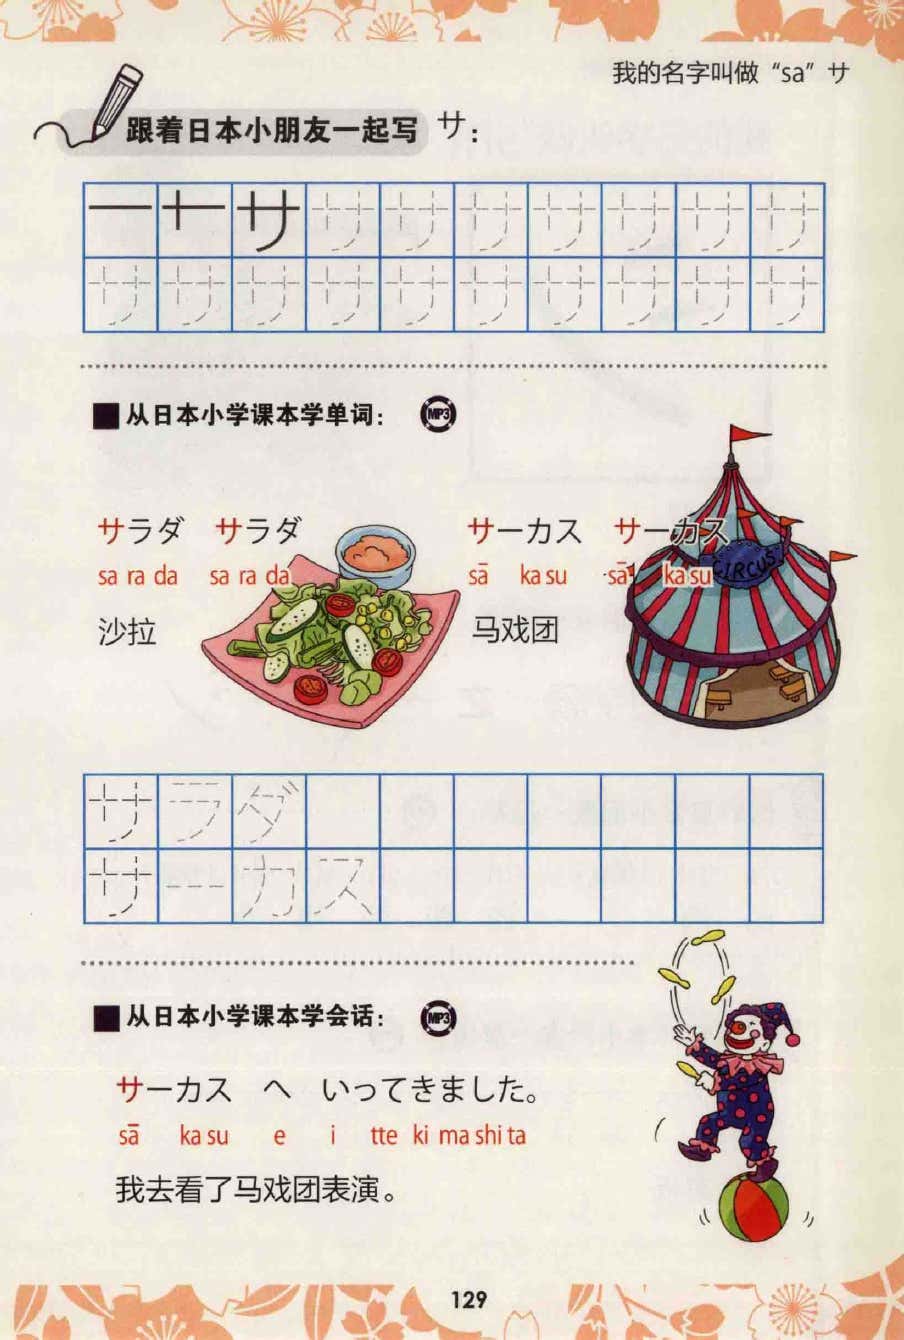 我的名字叫做“sa”サ
跟着日本小朋友一起写 サ：
一 ナ サ サ サ サ サ サ サ サ
サ サ サ サ サ サ サ サ サ サ
■ 从日本小学课本学单词： MP3
サラダ サラダ サーカス サーカス
sa ra da sa ra da sā ka su sā ka su
沙拉 马戏团
CIRCUS
サ ラ ダ
サ ー カ ス
■ 从日本小学课本学会话： MP3
サーカス へ いってきました。
sā ka su e i tte ki ma shi ta
我去看了马戏团表演。
129